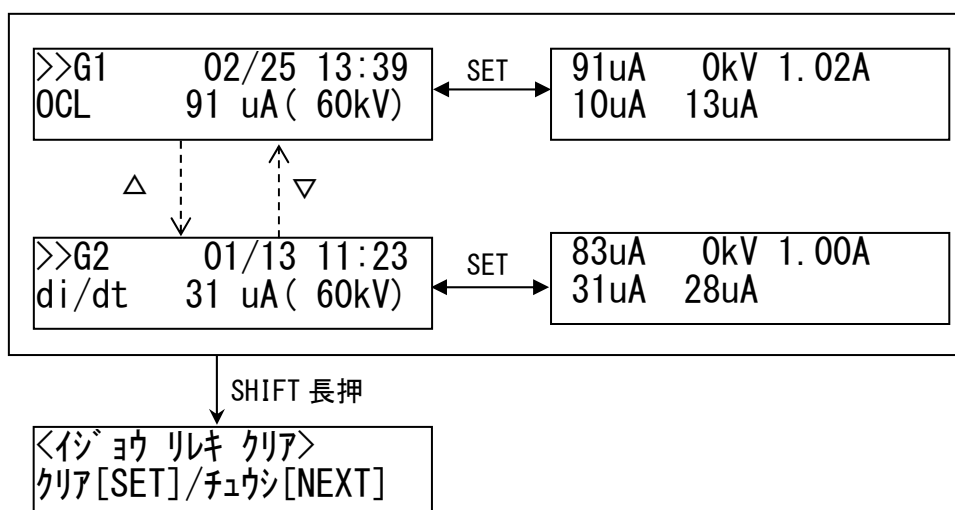 >>G1 02/25 13:39
OCL 91 uA( 60kV)
SET
91uA 0kV 1.02A
10uA 13uA
△
▽
>>G2 01/13 11:23
di/dt 31 uA( 60kV)
SET
83uA 0kV 1.00A
31uA 28uA
SHIFT 長押
<イジョウ リレキ クリア>
クリア[SET]/チュウシ[NEXT]